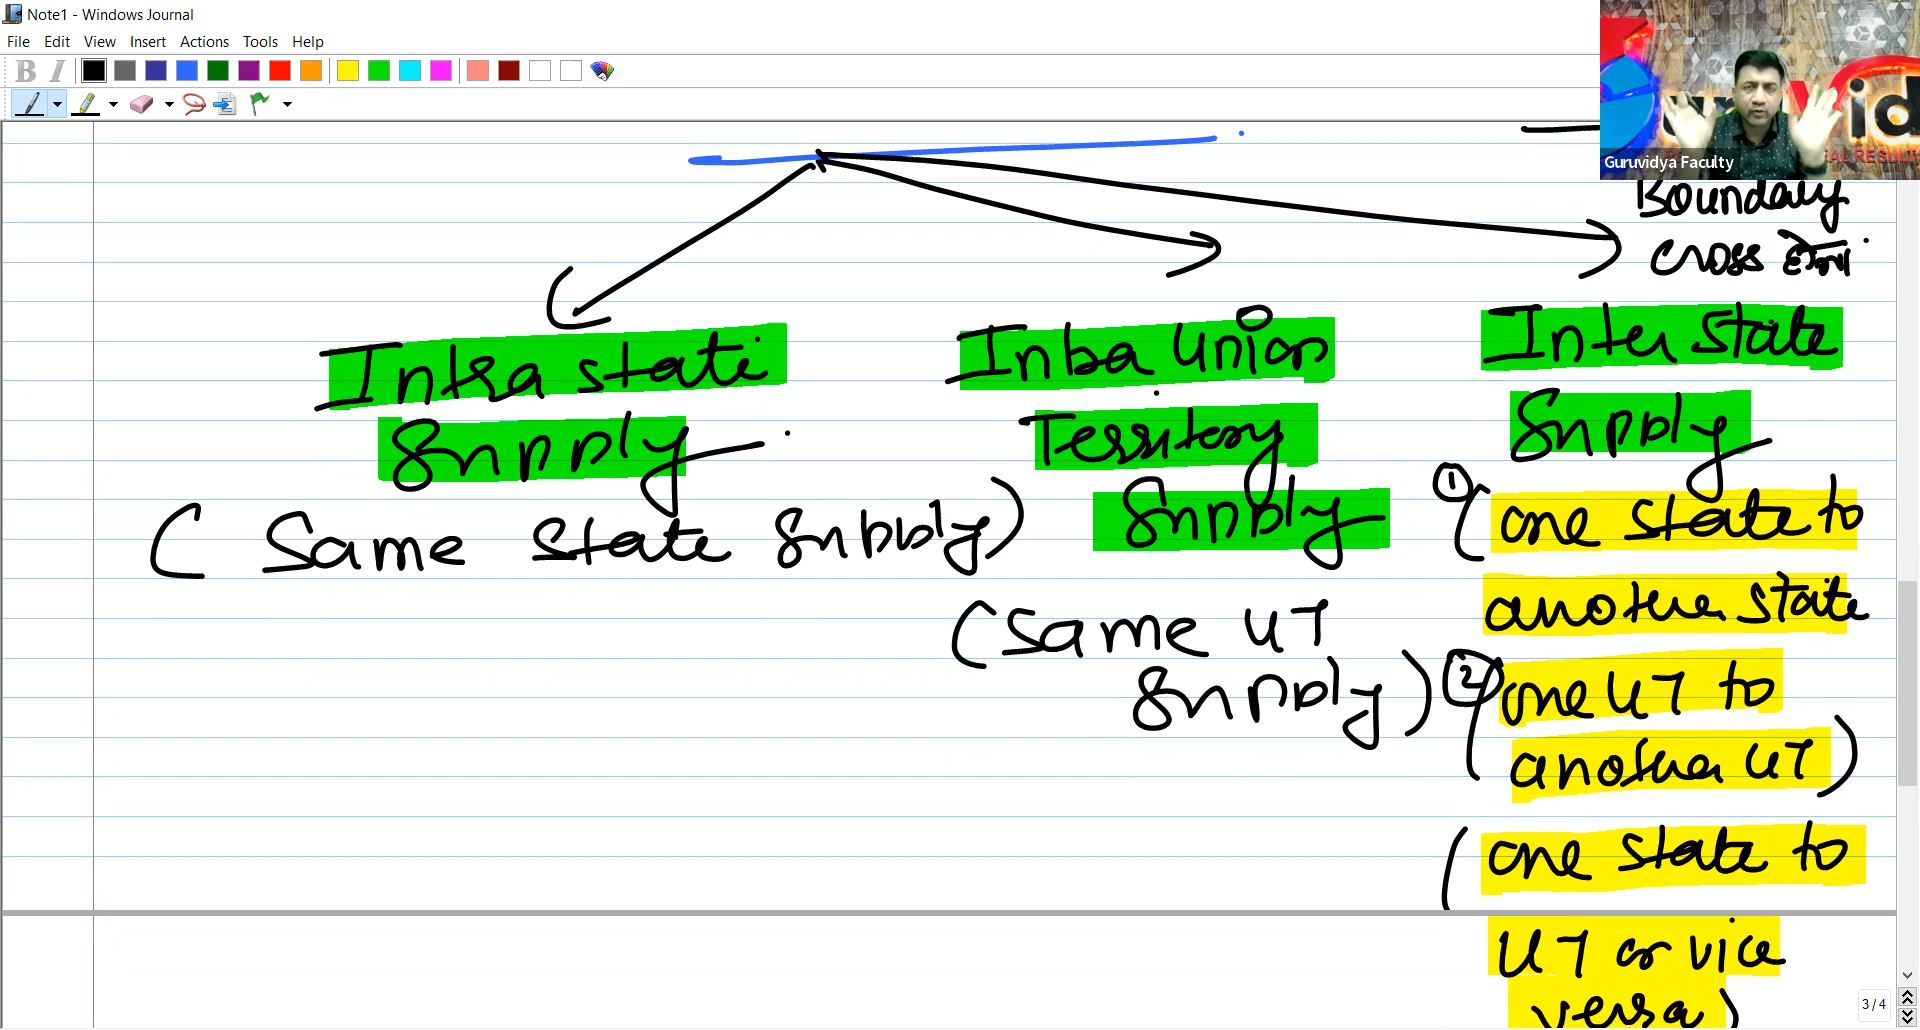 Note1 - Windows Journal
File Edit View Insert Actions Tools Help
B I
Guruvidya Faculty
Boundary
cross होना
Intra state
Supply
(Same state Supply)
Intra Union
Territory
Supply
(Same UT
Supply)
Inter state
Supply
① (one state to
another state
② (one UT to
another UT)
(one state to
UT or vice
versa)
3 / 4